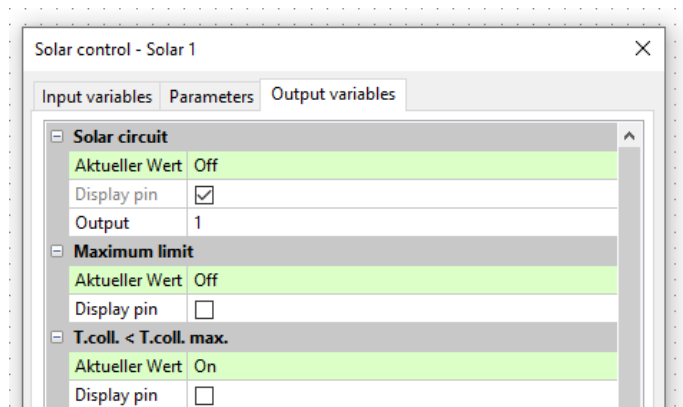 Solar control - Solar 1
Input variables Parameters Output variables
Solar circuit
Aktueller Wert Off
Display pin
Output 1
Maximum limit
Aktueller Wert Off
Display pin
T.coll. < T.coll. max.
Aktueller Wert On
Display pin